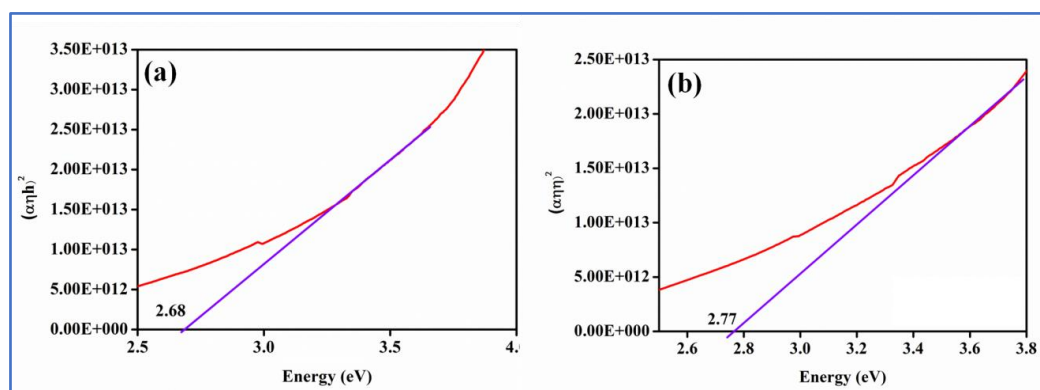 (a)
3.50E+013
3.00E+013
2.50E+013
2.00E+013
1.50E+013
1.00E+013
5.00E+012
0.00E+000
(αηh)²
2.68
2.5 3.0 3.5 4.0
Energy (eV)
(b)
2.50E+013
2.00E+013
1.50E+013
1.00E+013
5.00E+012
0.00E+000
(αηη)²
2.77
2.6 2.8 3.0 3.2 3.4 3.6 3.8
Energy (eV)